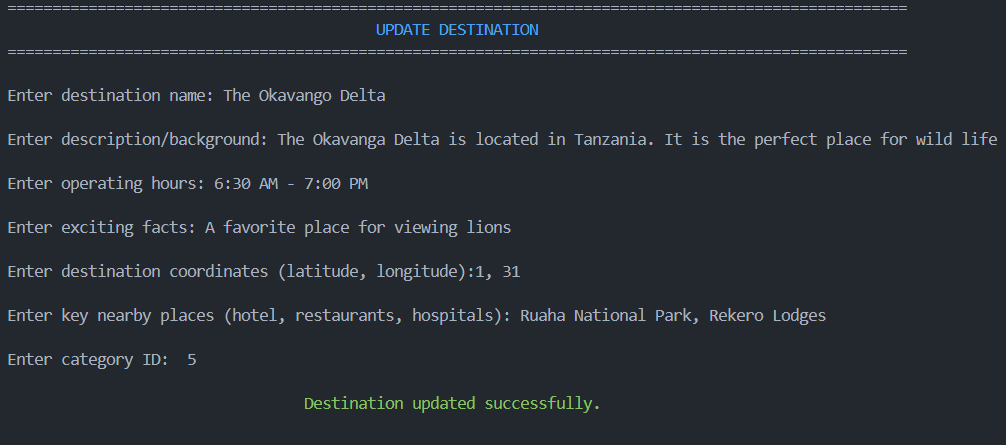 ====================================================================================================
UPDATE DESTINATION
====================================================================================================
Enter destination name: The Okavango Delta
Enter description/background: The Okavanga Delta is located in Tanzania. It is the perfect place for wild life
Enter operating hours: 6:30 AM - 7:00 PM
Enter exciting facts: A favorite place for viewing lions
Enter destination coordinates (latitude, longitude):1, 31
Enter key nearby places (hotel, restaurants, hospitals): Ruaha National Park, Rekero Lodges
Enter category ID:  5
Destination updated successfully.